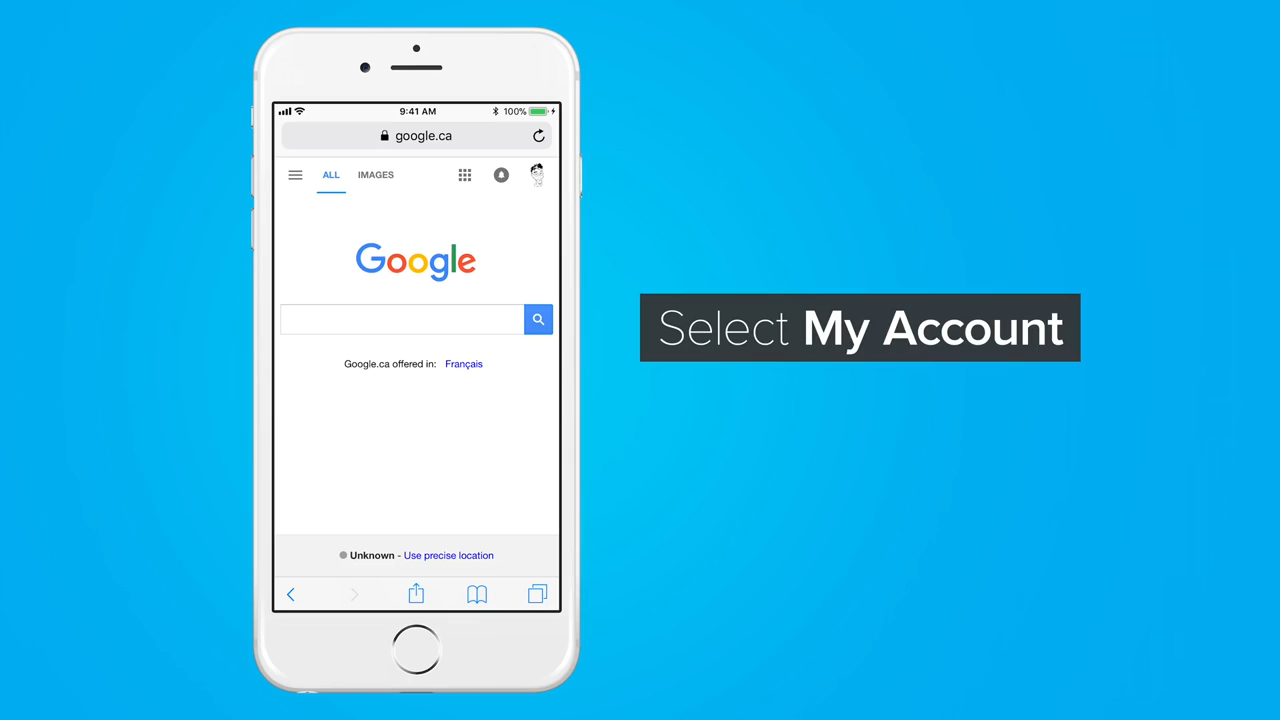 9:41 AM
100%
google.ca
ALL IMAGES
Google
Google.ca offered in: Français
Unknown - Use precise location
Select My Account